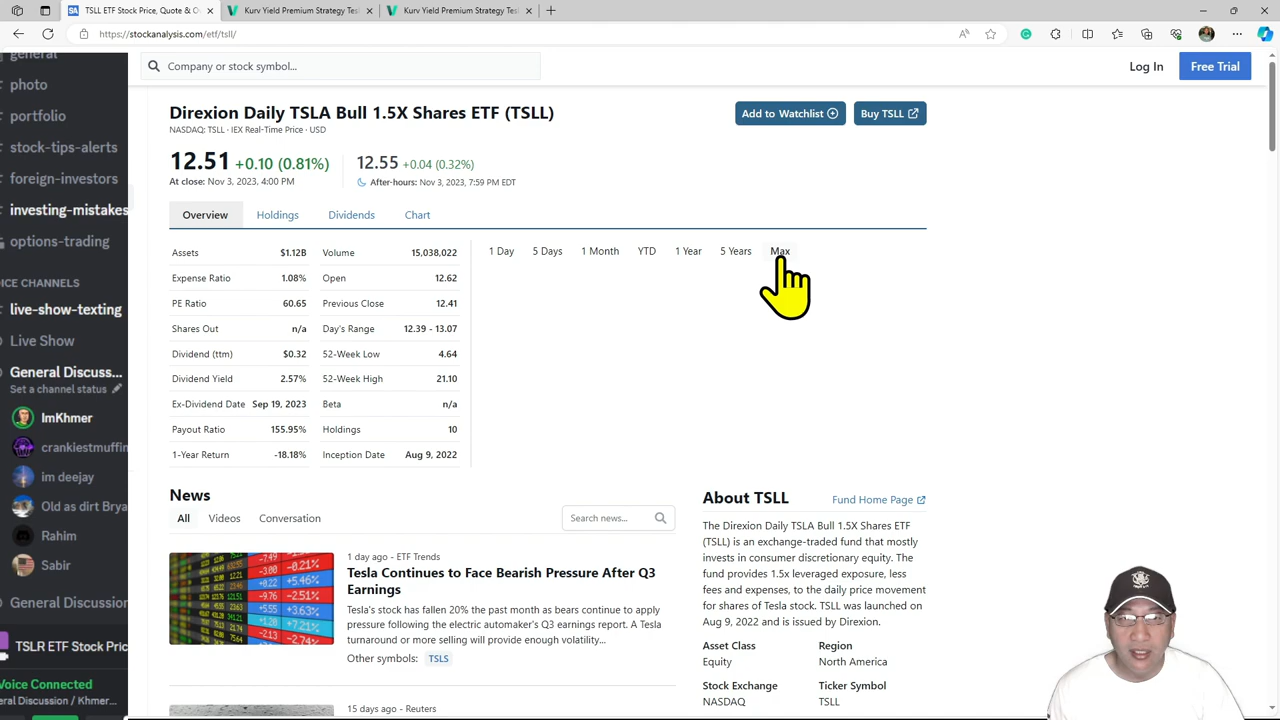 TSLL ETF Stock Price, Quote & O
Kurv Yield Premium Strategy Tes
Kurv Yield Premium Strategy Tes
https://stockanalysis.com/etf/tsll/
general
photo
portfolio
stock-tips-alerts
foreign-investors
investing-mistakes
options-trading
OICE CHANNELS
live-show-texting
Live Show
General Discuss...
Set a channel status
ImKhmer
crankiestmuffin
im deejay
Old as dirt Brya
Rahim
Sabir
General Discussion
TSLR ETF Stock Pric
Voice Connected
eneral Discussion / Khmer...
Company or stock symbol...
Log In
Free Trial
Direxion Daily TSLA Bull 1.5X Shares ETF (TSLL)
NASDAQ: TSLL · IEX Real-Time Price · USD
Add to Watchlist
Buy TSLL
12.51 +0.10 (0.81%)
At close: Nov 3, 2023, 4:00 PM
12.55 +0.04 (0.32%)
After-hours: Nov 3, 2023, 7:59 PM EDT
Overview Holdings Dividends Chart
Assets $1.12B Volume 15,038,022
Expense Ratio 1.08% Open 12.62
PE Ratio 60.65 Previous Close 12.41
Shares Out n/a Day's Range 12.39 - 13.07
Dividend (ttm) $0.32 52-Week Low 4.64
Dividend Yield 2.57% 52-Week High 21.10
Ex-Dividend Date Sep 19, 2023 Beta n/a
Payout Ratio 155.95% Holdings 10
1-Year Return -18.18% Inception Date Aug 9, 2022
1 Day 5 Days 1 Month YTD 1 Year 5 Years Max
News
All Videos Conversation
Search news...
1 day ago - ETF Trends
Tesla Continues to Face Bearish Pressure After Q3
Earnings
Tesla's stock has fallen 20% the past month as bears continue to apply
pressure following the electric automaker's Q3 earnings report. A Tesla
turnaround or more selling will provide enough volatility...
Other symbols: TSLS
15 days ago - Reuters
About TSLL
Fund Home Page
The Direxion Daily TSLA Bull 1.5X Shares ETF
(TSLL) is an exchange-traded fund that mostly
invests in consumer discretionary equity. The
fund provides 1.5x leveraged exposure, less
fees and expenses, to the daily price movement
for shares of Tesla stock. TSLL was launched on
Aug 9, 2022 and is issued by Direxion.
Asset Class
Equity
Region
North America
Stock Exchange
NASDAQ
Ticker Symbol
TSLL